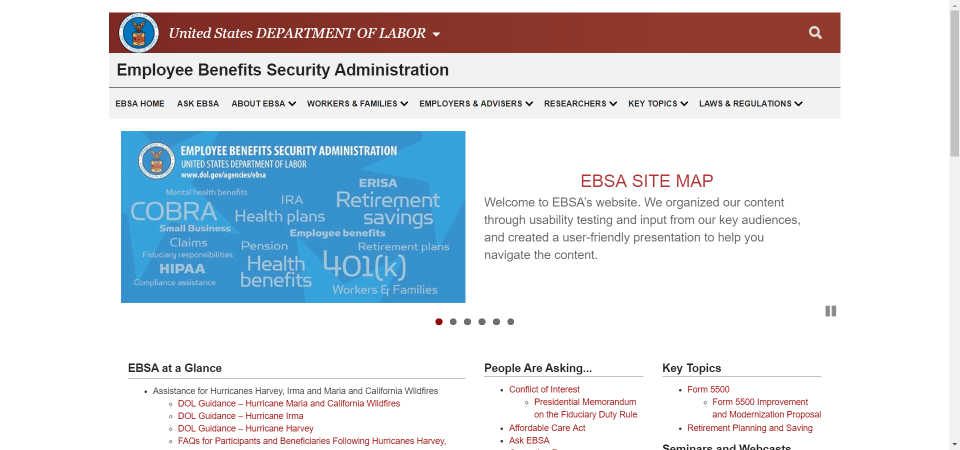 United States DEPARTMENT OF LABOR
Employee Benefits Security Administration
EBSA HOME ASK EBSA ABOUT EBSA WORKERS & FAMILIES EMPLOYERS & ADVISERS RESEARCHERS KEY TOPICS LAWS & REGULATIONS
EMPLOYEE BENEFITS SECURITY ADMINISTRATION
UNITED STATES DEPARTMENT OF LABOR
www.dol.gov/agencies/ebsa
ERISA
Mental health benefits
IRA
Retirement savings
COBRA
Health plans
Small Business
Employee benefits
Claims
Pension
Retirement plans
Fiduciary responsibilities
Health benefits
401(k)
HIPAA
Compliance assistance
Workers & Families
EBSA SITE MAP
Welcome to EBSA's website. We organized our content
through usability testing and input from our key audiences,
and created a user-friendly presentation to help you
navigate the content.
EBSA at a Glance
Assistance for Hurricanes Harvey, Irma and Maria and California Wildfires
DOL Guidance – Hurricane Maria and California Wildfires
DOL Guidance – Hurricane Irma
DOL Guidance – Hurricane Harvey
FAQs for Participants and Beneficiaries Following Hurricanes Harvey,
People Are Asking...
Conflict of Interest
Presidential Memorandum
on the Fiduciary Duty Rule
Affordable Care Act
Ask EBSA
Key Topics
Form 5500
Form 5500 Improvement
and Modernization Proposal
Retirement Planning and Saving
Seminars and Webcasts